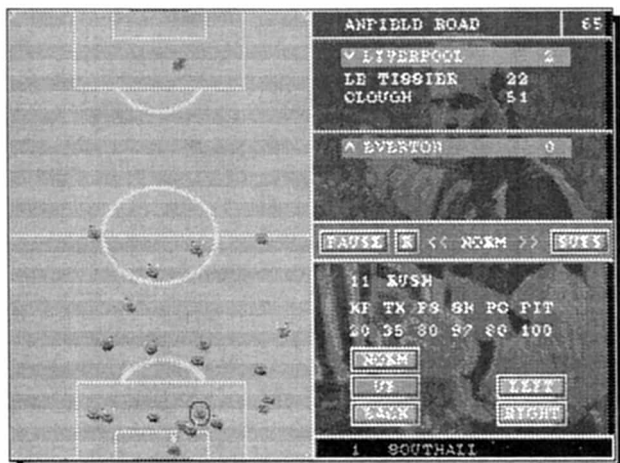 ANFIELD ROAD 65
LIVERPOOL 2
LE TISSIER 22
CLOUGH 51
EVERTON 0
PAUSE R << NORM >> SUBS
11 RUSH
KP TK PS SH PC FIT
20 35 80 97 80 100
NORM
UP LEFT
BACK RIGHT
1 SOUTHALL